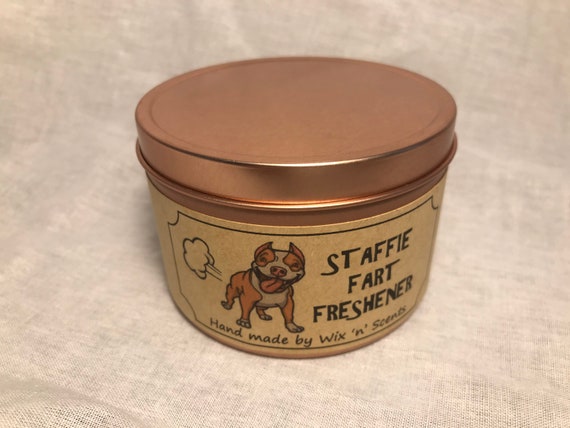 STAFFIE
FART
FRESHENER
Hand made by Wix 'n' Scents